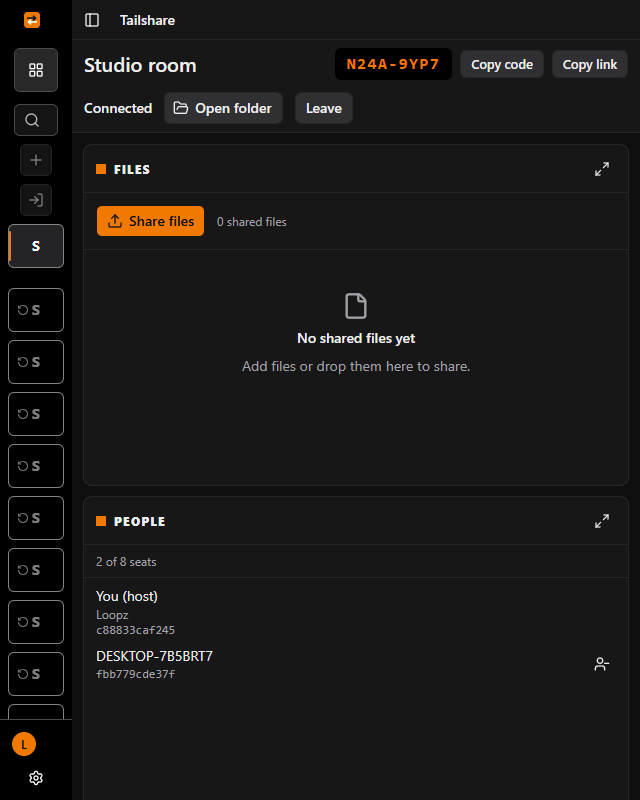 Tailshare
Studio room
N24A-9YP7
Copy code
Copy link
Connected
Open folder
Leave
S
S
S
S
S
S
S
S
S
L
FILES
Share files
0 shared files
No shared files yet
Add files or drop them here to share.
PEOPLE
2 of 8 seats
You (host)
Loopz
c88833caf245
DESKTOP-7B5BRT7
fbb779cde37f